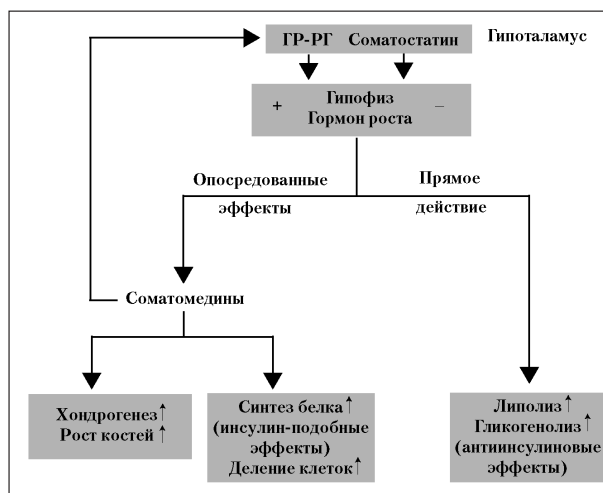 ГР-РГ Соматостатин Гипоталамус
+ Гипофиз –
Гормон роста
Опосредованные
эффекты
Прямое
действие
Соматомедины
Хондрогенез↑
Рост костей↑
Синтез белка↑
(инсулин-подобные
эффекты)
Деление клеток↑
Липолиз↑
Гликогенолиз↑
(антиинсулиновые
эффекты)